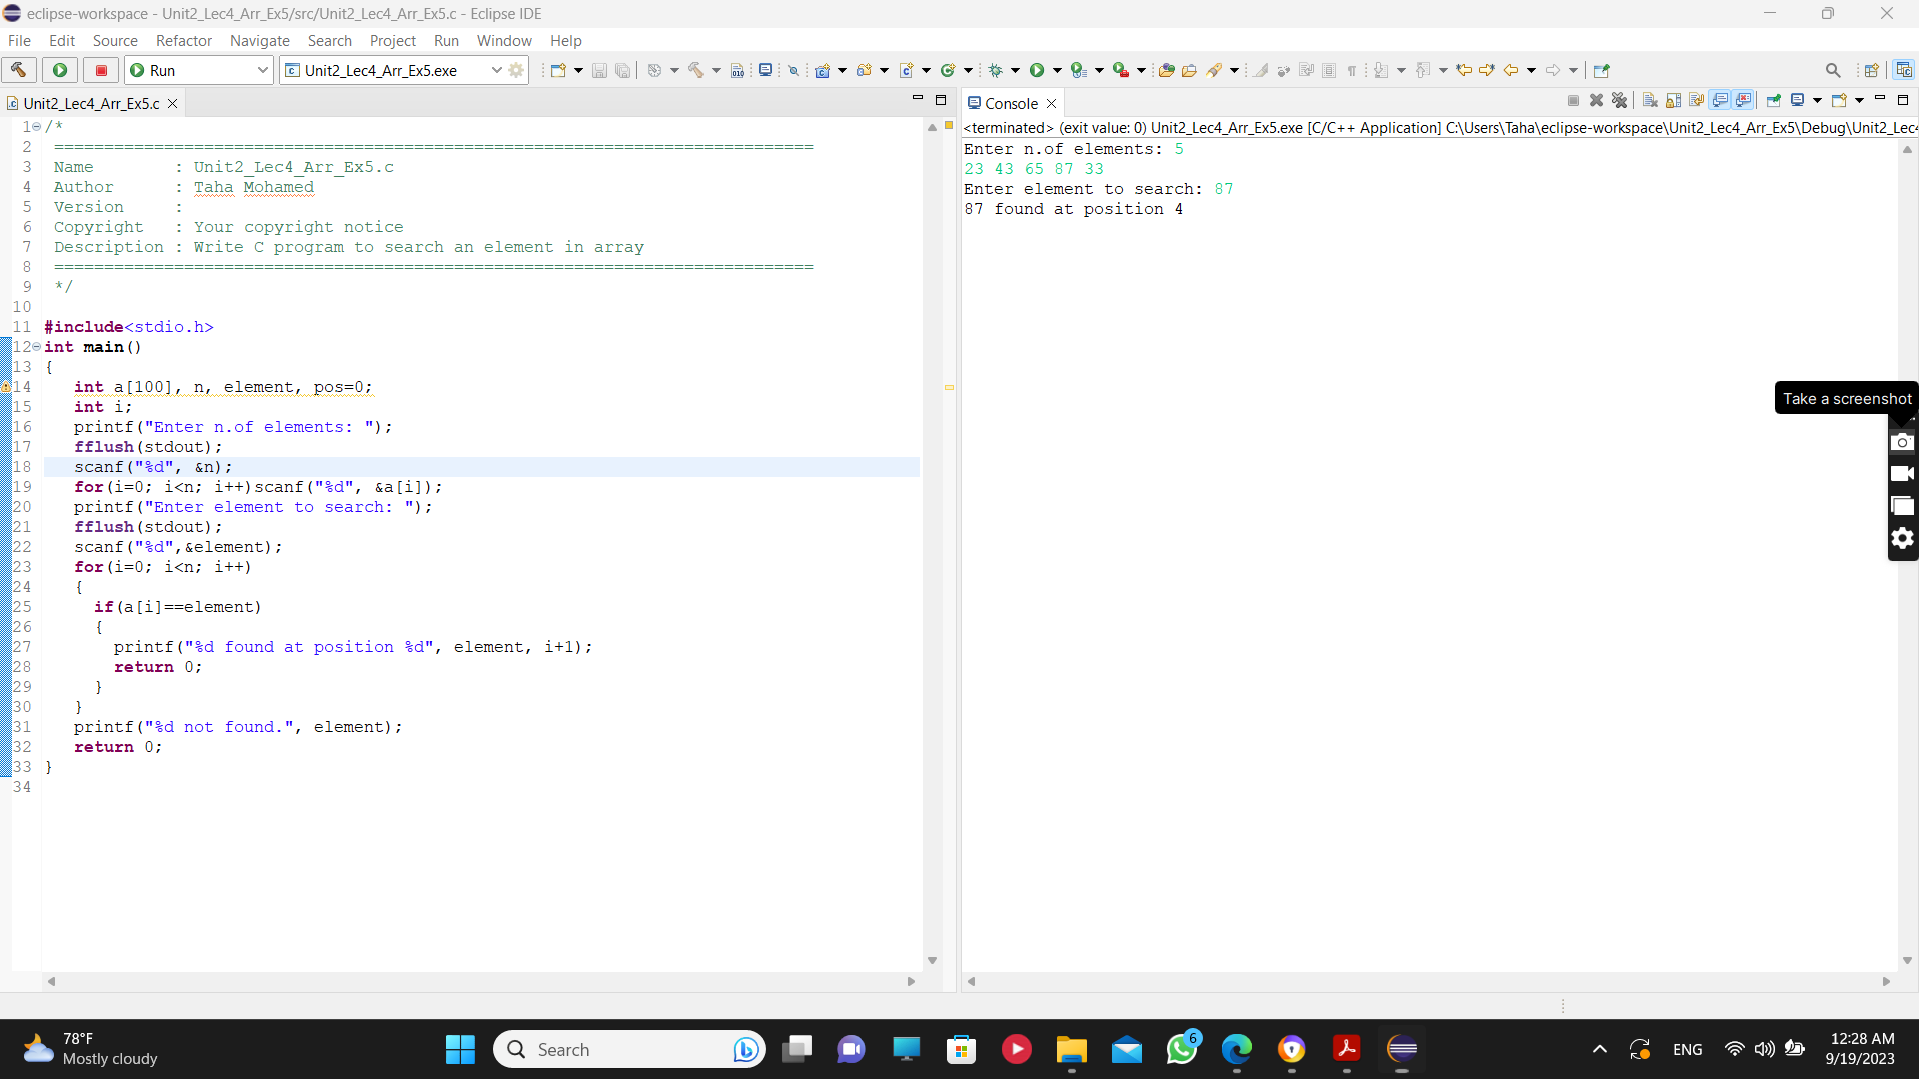 eclipse-workspace - Unit2_Lec4_Arr_Ex5/src/Unit2_Lec4_Arr_Ex5.c - Eclipse IDE
File Edit Source Refactor Navigate Search Project Run Window Help
Run
Unit2_Lec4_Arr_Ex5.exe
Unit2_Lec4_Arr_Ex5.c
1 /*
2 ============================================================================
3 Name        : Unit2_Lec4_Arr_Ex5.c
4 Author      : Taha Mohamed
5 Version     :
6 Copyright   : Your copyright notice
7 Description : Write C program to search an element in array
8 ============================================================================
9 */
10
11 #include<stdio.h>
12 int main()
13 {
14 int a[100], n, element, pos=0;
15 int i;
16 printf("Enter n.of elements: ");
17 fflush(stdout);
18 scanf("%d", &n);
19 for(i=0; i<n; i++)scanf("%d", &a[i]);
20 printf("Enter element to search: ");
21 fflush(stdout);
22 scanf("%d",&element);
23 for(i=0; i<n; i++)
24 {
25 if(a[i]==element)
26 {
27 printf("%d found at position %d", element, i+1);
28 return 0;
29 }
30 }
31 printf("%d not found.", element);
32 return 0;
33 }
34
Console
<terminated> (exit value: 0) Unit2_Lec4_Arr_Ex5.exe [C/C++ Application] C:\Users\Taha\eclipse-workspace\Unit2_Lec4_Arr_Ex5\Debug\Unit2_Lec4
Enter n.of elements: 5
23 43 65 87 33
Enter element to search: 87
87 found at position 4
Take a screenshot
78°F
Mostly cloudy
Search
6
ENG
12:28 AM
9/19/2023